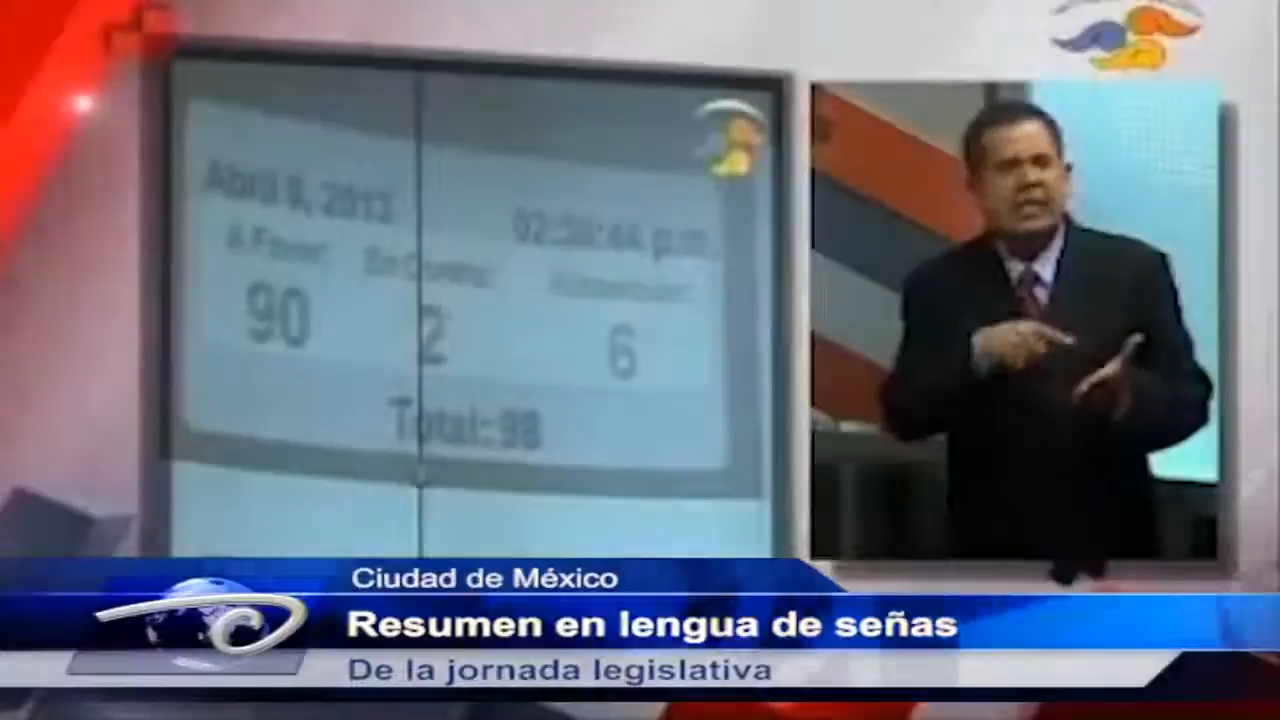 Abril 9, 2013
02:38:44 p.m.
A Favor: En Contra: Abstención:
90 2 6
Total: 98
Ciudad de México
Resumen en lengua de señas
De la jornada legislativa